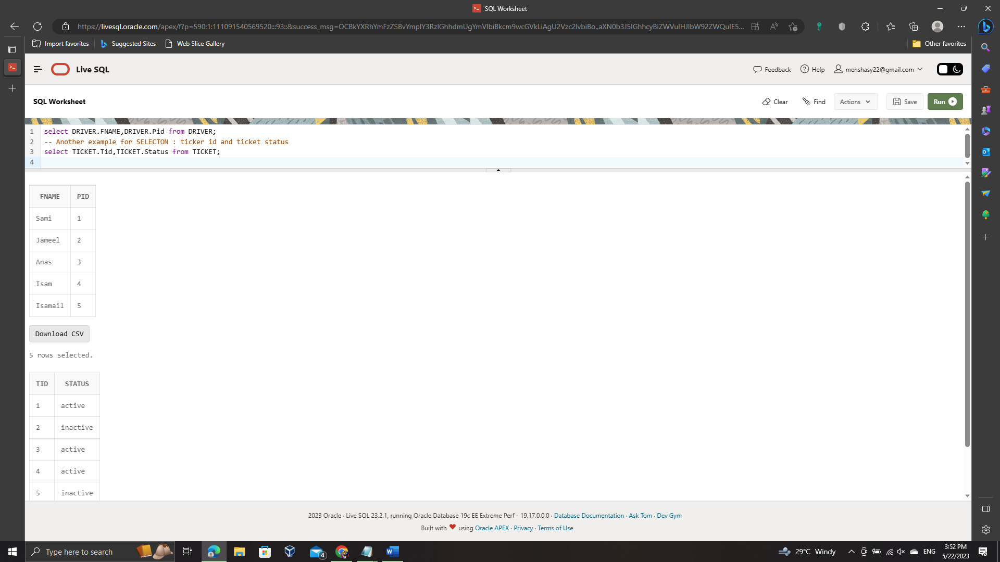 SQL Worksheet
https://livesql.oracle.com/apex/f?p=590:1:111091540569520:::93::&success_msg=
Import favorites
Suggested Sites
Web Slice Gallery
Other favorites
Live SQL
Feedback
Help
menshasy22@gmail.com
SQL Worksheet
Clear
Find
Actions
Save
Run
1 select DRIVER.FNAME,DRIVER.Pid from DRIVER;
2 -- Another example for SELECTON : ticker id and ticket status
3 select TICKET.Tid,TICKET.Status from TICKET;
4
FNAME PID
Sami 1
Jameel 2
Anas 3
Isam 4
Isamail 5
Download CSV
5 rows selected.
TID STATUS
1 active
2 inactive
3 active
4 active
5 inactive
2023 Oracle · Live SQL 23.2.1, running Oracle Database 19c EE Extreme Perf - 19.17.0.0.0 · Database Documentation · Ask Tom · Dev Gym
Built with ❤ using Oracle APEX · Privacy · Terms of Use
Type here to search
4
29°C Windy
ENG
3:52 PM
5/22/2023